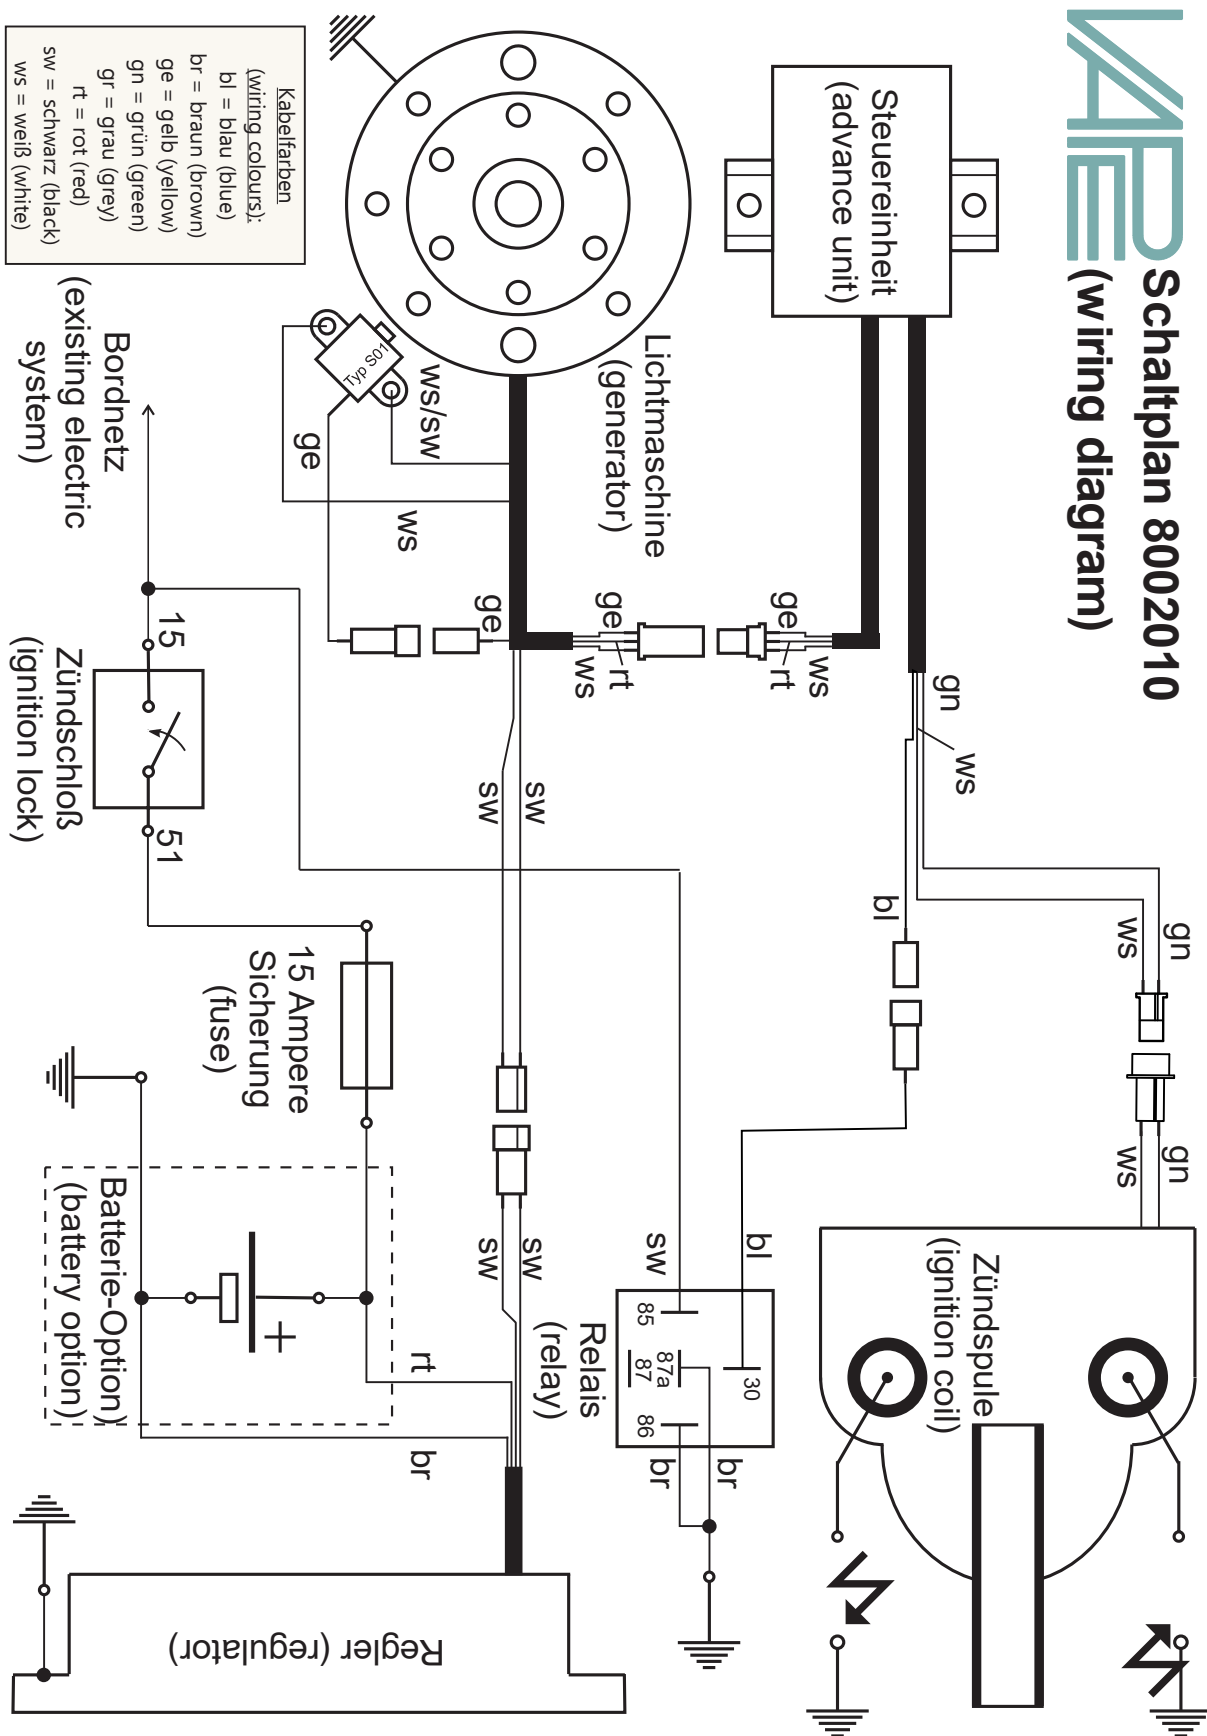 VAPE
Schaltplan 8002010
(wiring diagram)
Steuereinheit
(advance unit)
gn
ws
gn
ws
gn
ws
bl
ge
rt
ws
ge
rt
ws
Lichtmaschine
(generator)
Typ S01
ws/sw
ge
ws
ge
sw
sw
sw
sw
Zündspule
(ignition coil)
bl
sw
30
87a
87
85
86
br
br
Relais
(relay)
Kabelfarben
(wiring colours):
bl = blau (blue)
br = braun (brown)
ge = gelb (yellow)
gn = grün (green)
gr = grau (grey)
rt = rot (red)
sw = schwarz (black)
ws = weiß (white)
Bordnetz
(existing electric
system)
15
51
Zündschloß
(ignition lock)
15 Ampere
Sicherung
(fuse)
+
Batterie-Option
(battery option)
rt
br
Regler (regulator)